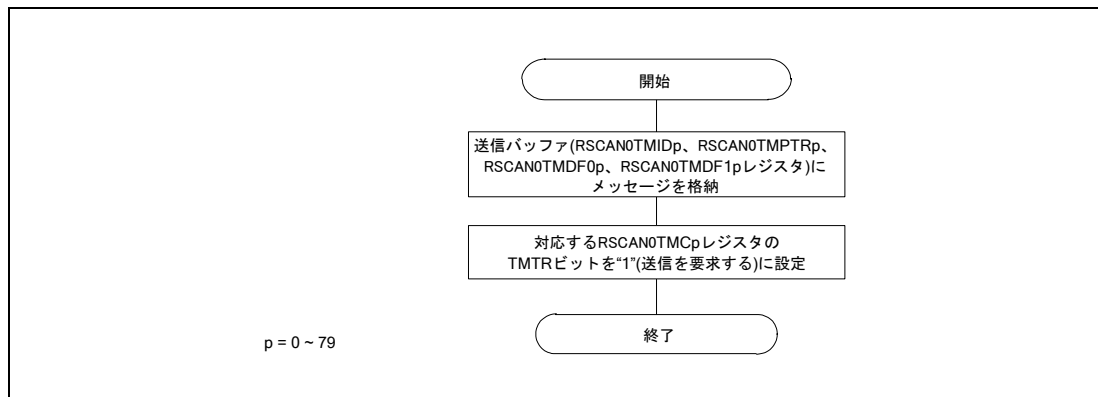 開始
送信バッファ(RSCAN0TMIDp、RSCAN0TMPTRp、
RSCAN0TMDF0p、RSCAN0TMDF1pレジスタ)に
メッセージを格納
対応するRSCAN0TMCpレジスタの
TMTRビットを“1”(送信を要求する)に設定
終了
p = 0 ~ 79